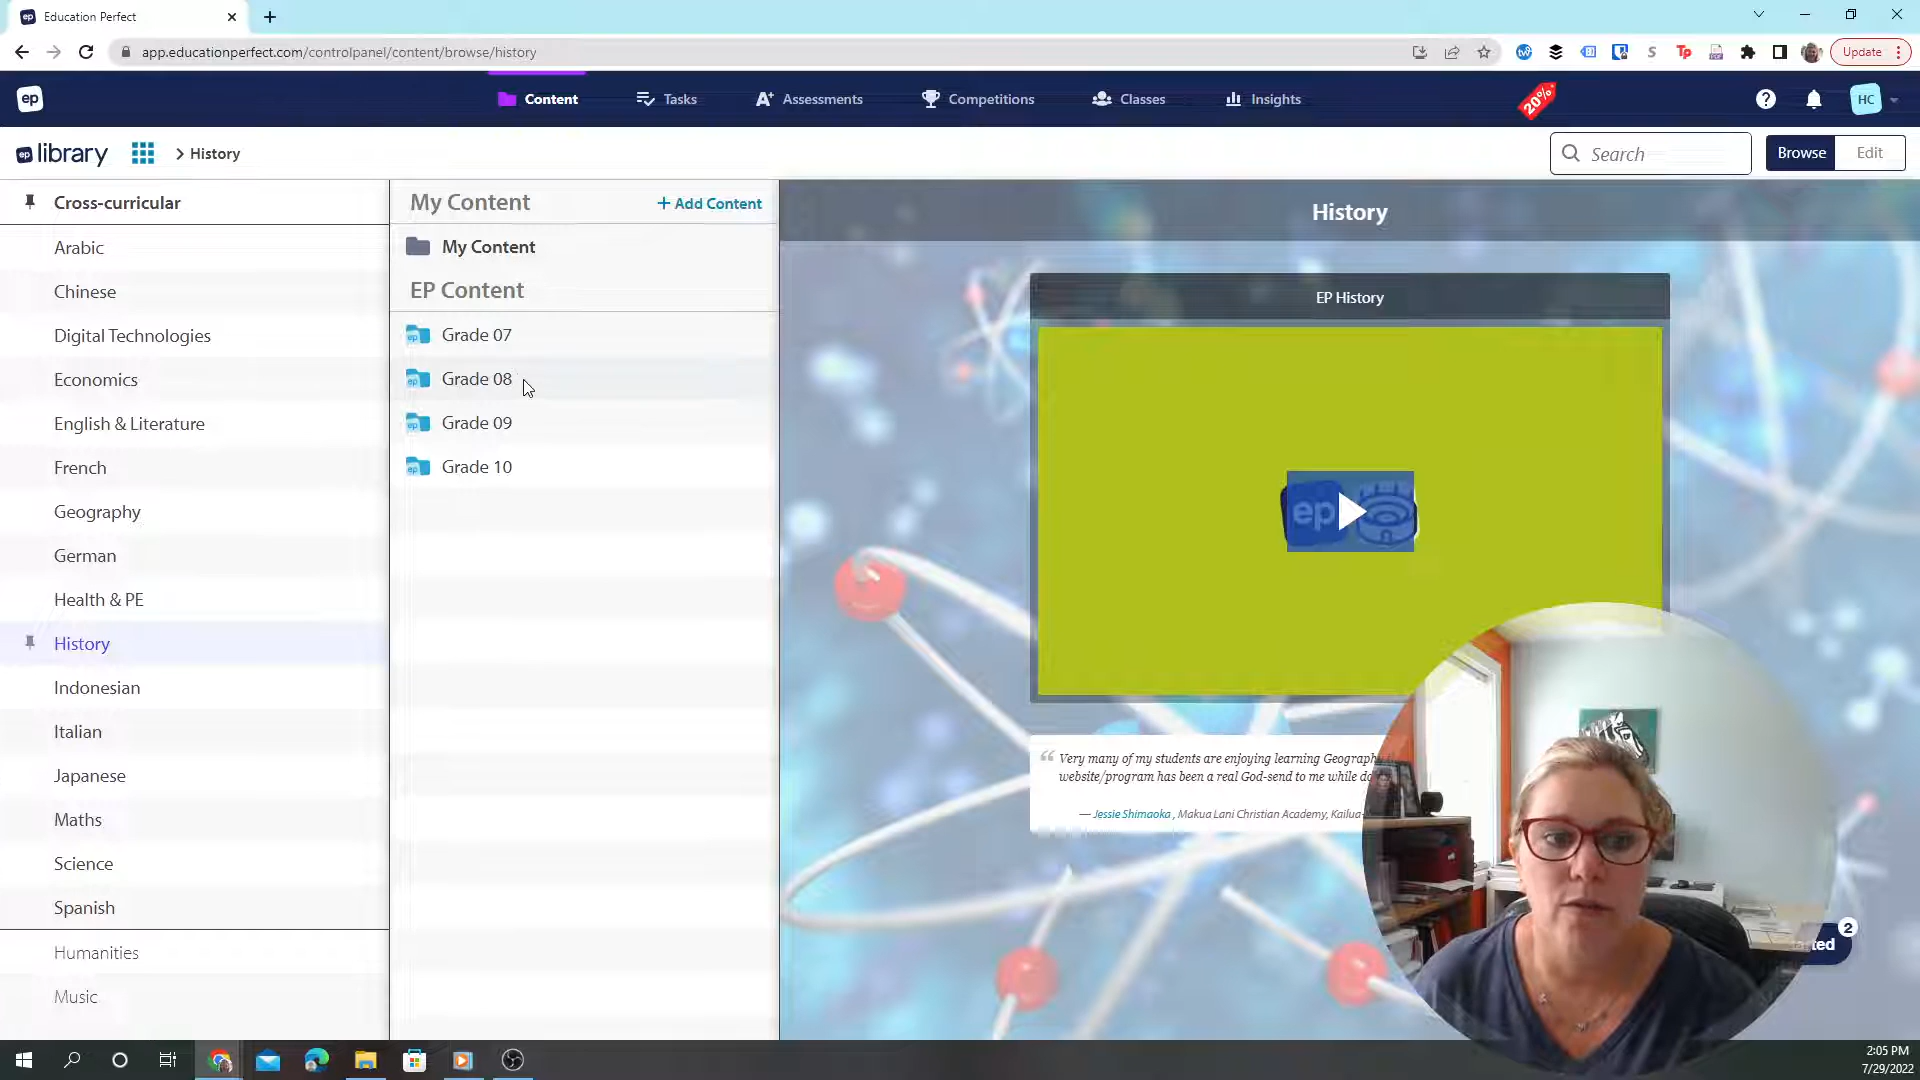 ep Education Perfect
app.educationperfect.com/controlpanel/content/browse/history
Update
ep
Content
Tasks
Assessments
Competitions
Classes
Insights
20%
HC
ep library
History
Search
Browse
Edit
Cross-curricular
Arabic
Chinese
Digital Technologies
Economics
English & Literature
French
Geography
German
Health & PE
History
Indonesian
Italian
Japanese
Maths
Science
Spanish
Humanities
Music
My Content
+ Add Content
My Content
EP Content
Grade 07
Grade 08
Grade 09
Grade 10
History
EP History
ep
“ Very many of my students are enjoying learning Geography
website/program has been a real God-send to me while do
— Jessie Shimaoka , Makua Lani Christian Academy, Kailua-
2
2:05 PM
7/29/2022